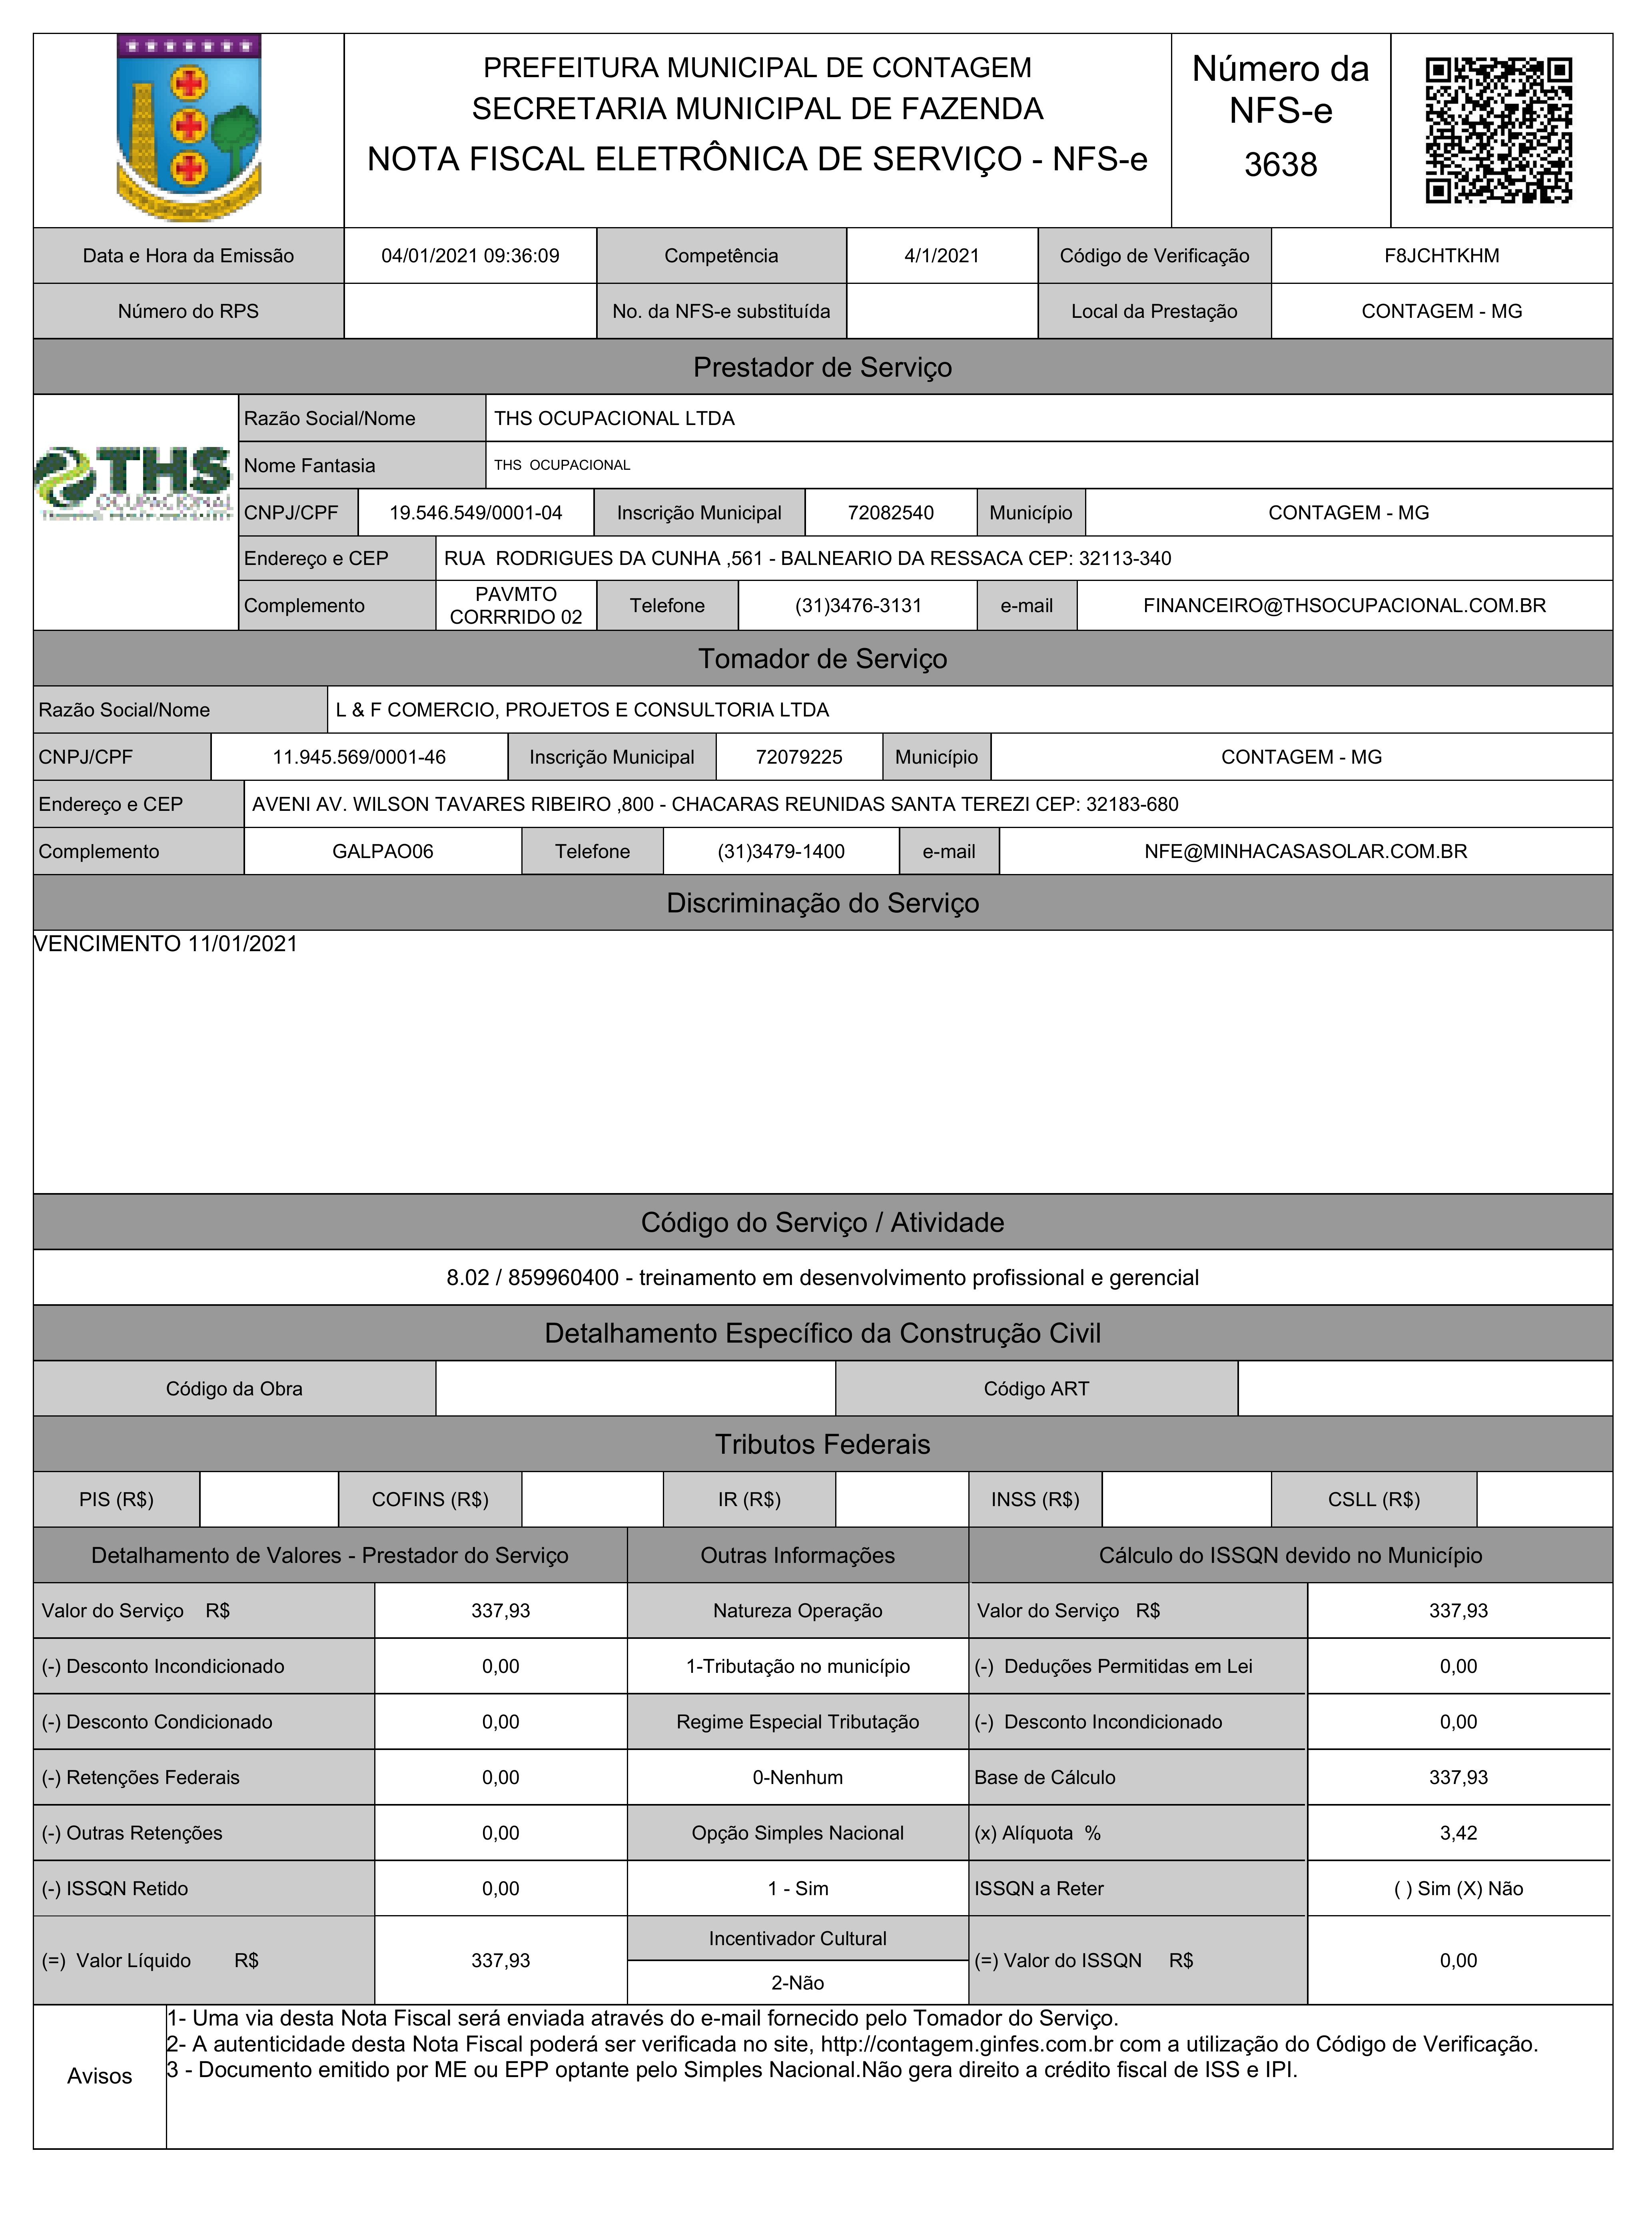 PREFEITURA MUNICIPAL DE CONTAGEM
SECRETARIA MUNICIPAL DE FAZENDA
NOTA FISCAL ELETRÔNICA DE SERVIÇO - NFS-e
Número da
NFS-e
3638
Data e Hora da Emissão 04/01/2021 09:36:09 Competência 4/1/2021 Código de Verificação F8JCHTKHM
Número do RPS No. da NFS-e substituída Local da Prestação CONTAGEM - MG
Prestador de Serviço
THS
OCUPACIONAL
Razão Social/Nome THS OCUPACIONAL LTDA
Nome Fantasia THS OCUPACIONAL
CNPJ/CPF 19.546.549/0001-04 Inscrição Municipal 72082540 Município CONTAGEM - MG
Endereço e CEP RUA RODRIGUES DA CUNHA ,561 - BALNEARIO DA RESSACA CEP: 32113-340
Complemento PAVMTO CORRRIDO 02 Telefone (31)3476-3131 e-mail FINANCEIRO@THSOCUPACIONAL.COM.BR
Tomador de Serviço
Razão Social/Nome L & F COMERCIO, PROJETOS E CONSULTORIA LTDA
CNPJ/CPF 11.945.569/0001-46 Inscrição Municipal 72079225 Município CONTAGEM - MG
Endereço e CEP AVENI AV. WILSON TAVARES RIBEIRO ,800 - CHACARAS REUNIDAS SANTA TEREZI CEP: 32183-680
Complemento GALPAO06 Telefone (31)3479-1400 e-mail NFE@MINHACASASOLAR.COM.BR
Discriminação do Serviço
VENCIMENTO 11/01/2021
Código do Serviço / Atividade
8.02 / 859960400 - treinamento em desenvolvimento profissional e gerencial
Detalhamento Específico da Construção Civil
Código da Obra Código ART
Tributos Federais
PIS (R$) COFINS (R$) IR (R$) INSS (R$) CSLL (R$)
Detalhamento de Valores - Prestador do Serviço Outras Informações Cálculo do ISSQN devido no Município
Valor do Serviço R$ 337,93 Natureza Operação Valor do Serviço R$ 337,93
(-) Desconto Incondicionado 0,00 1-Tributação no município (-) Deduções Permitidas em Lei 0,00
(-) Desconto Condicionado 0,00 Regime Especial Tributação (-) Desconto Incondicionado 0,00
(-) Retenções Federais 0,00 0-Nenhum Base de Cálculo 337,93
(-) Outras Retenções 0,00 Opção Simples Nacional (x) Alíquota % 3,42
(-) ISSQN Retido 0,00 1 - Sim ISSQN a Reter ( ) Sim (X) Não
(=) Valor Líquido R$ 337,93 Incentivador Cultural 2-Não (=) Valor do ISSQN R$ 0,00
Avisos
1- Uma via desta Nota Fiscal será enviada através do e-mail fornecido pelo Tomador do Serviço.
2- A autenticidade desta Nota Fiscal poderá ser verificada no site, http://contagem.ginfes.com.br com a utilização do Código de Verificação.
3 - Documento emitido por ME ou EPP optante pelo Simples Nacional.Não gera direito a crédito fiscal de ISS e IPI.